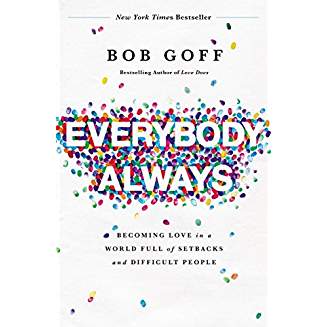 New York Times Bestseller
BOB GOFF
Bestselling Author of Love Does
EVERYBODY
ALWAYS
BECOMING LOVE in a
WORLD FULL of SETBACKS
and DIFFICULT PEOPLE